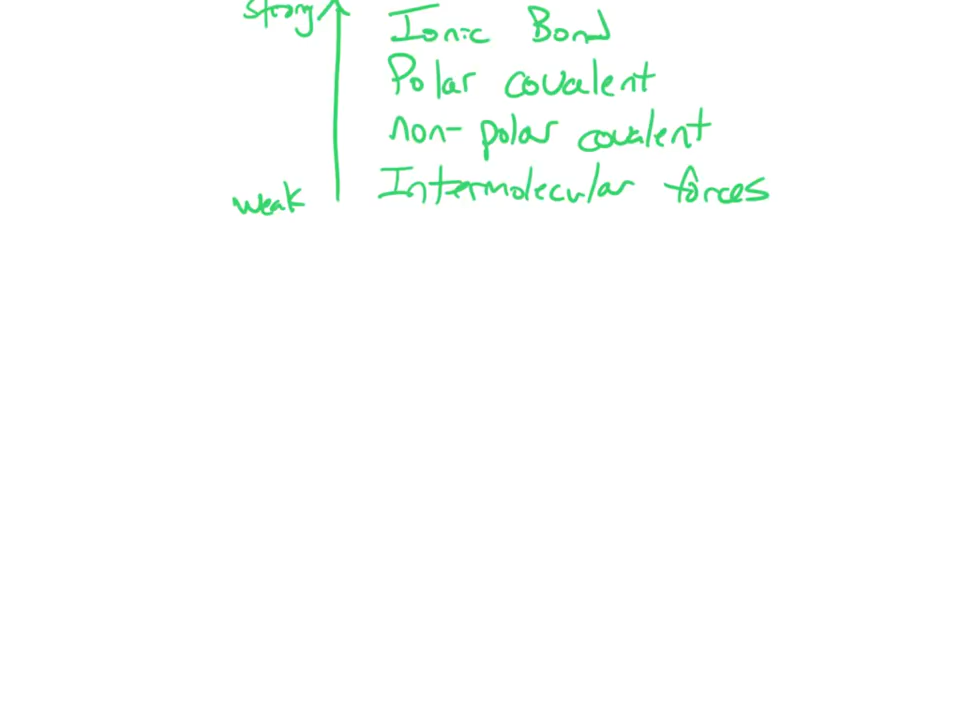 strong
Ionic Bond
Polar covalent
non-polar covalent
Intermolecular forces
weak